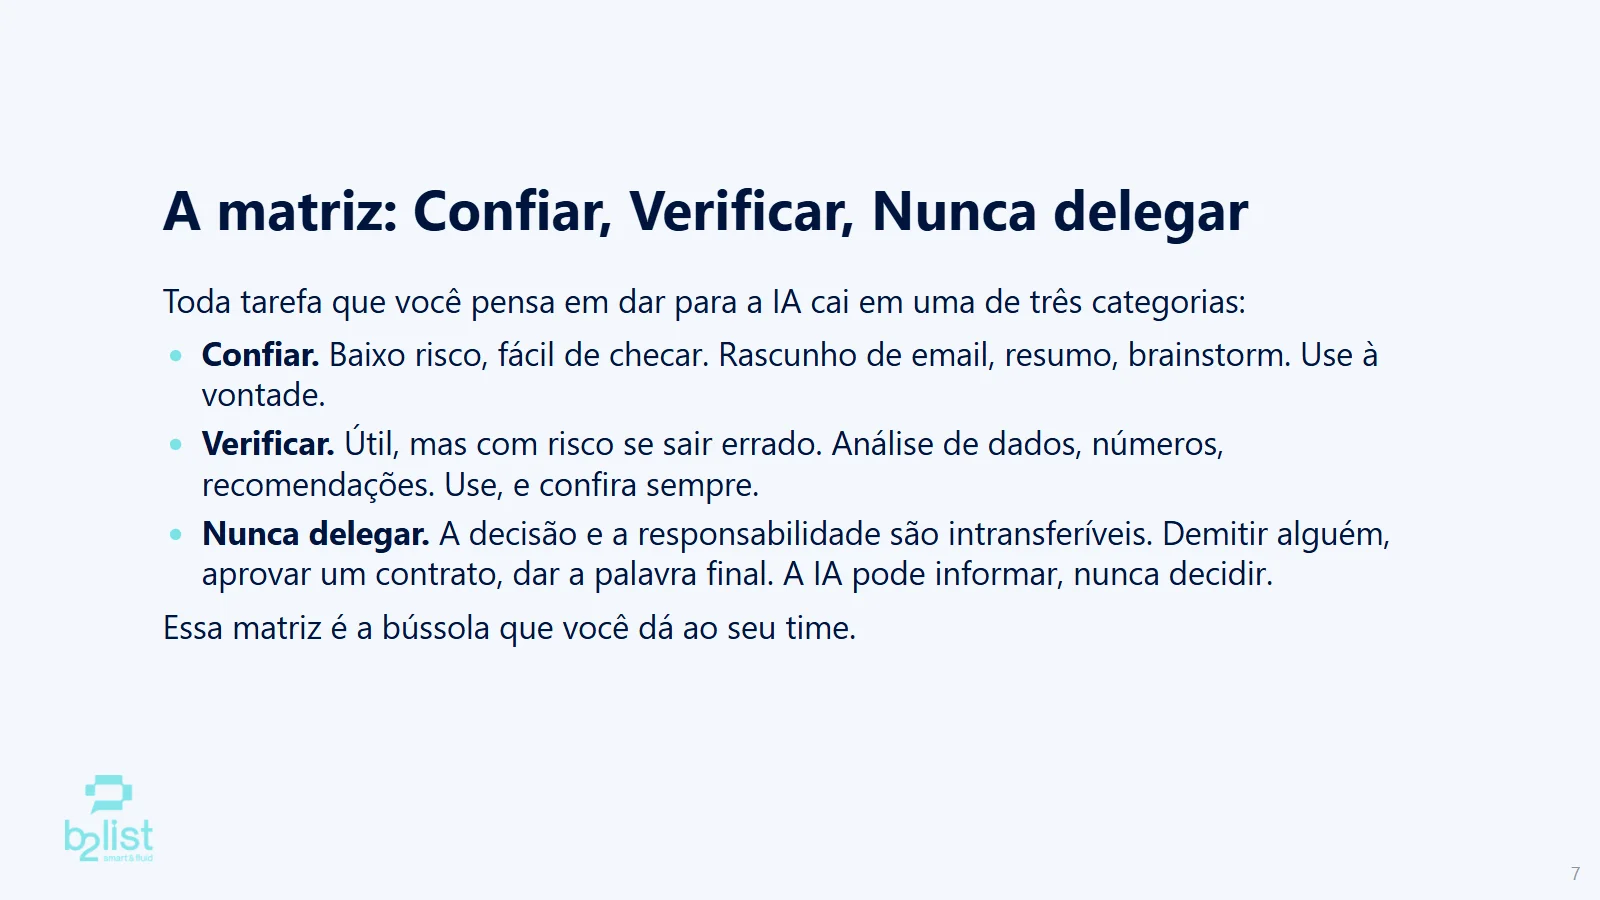 A matriz: Confiar, Verificar, Nunca delegar
Toda tarefa que você pensa em dar para a IA cai em uma de três categorias:
• Confiar. Baixo risco, fácil de checar. Rascunho de email, resumo, brainstorm. Use à
vontade.
• Verificar. Útil, mas com risco se sair errado. Análise de dados, números,
recomendações. Use, e confira sempre.
• Nunca delegar. A decisão e a responsabilidade são intransferíveis. Demitir alguém,
aprovar um contrato, dar a palavra final. A IA pode informar, nunca decidir.
Essa matriz é a bússola que você dá ao seu time.
b2list
smart & fluid
7